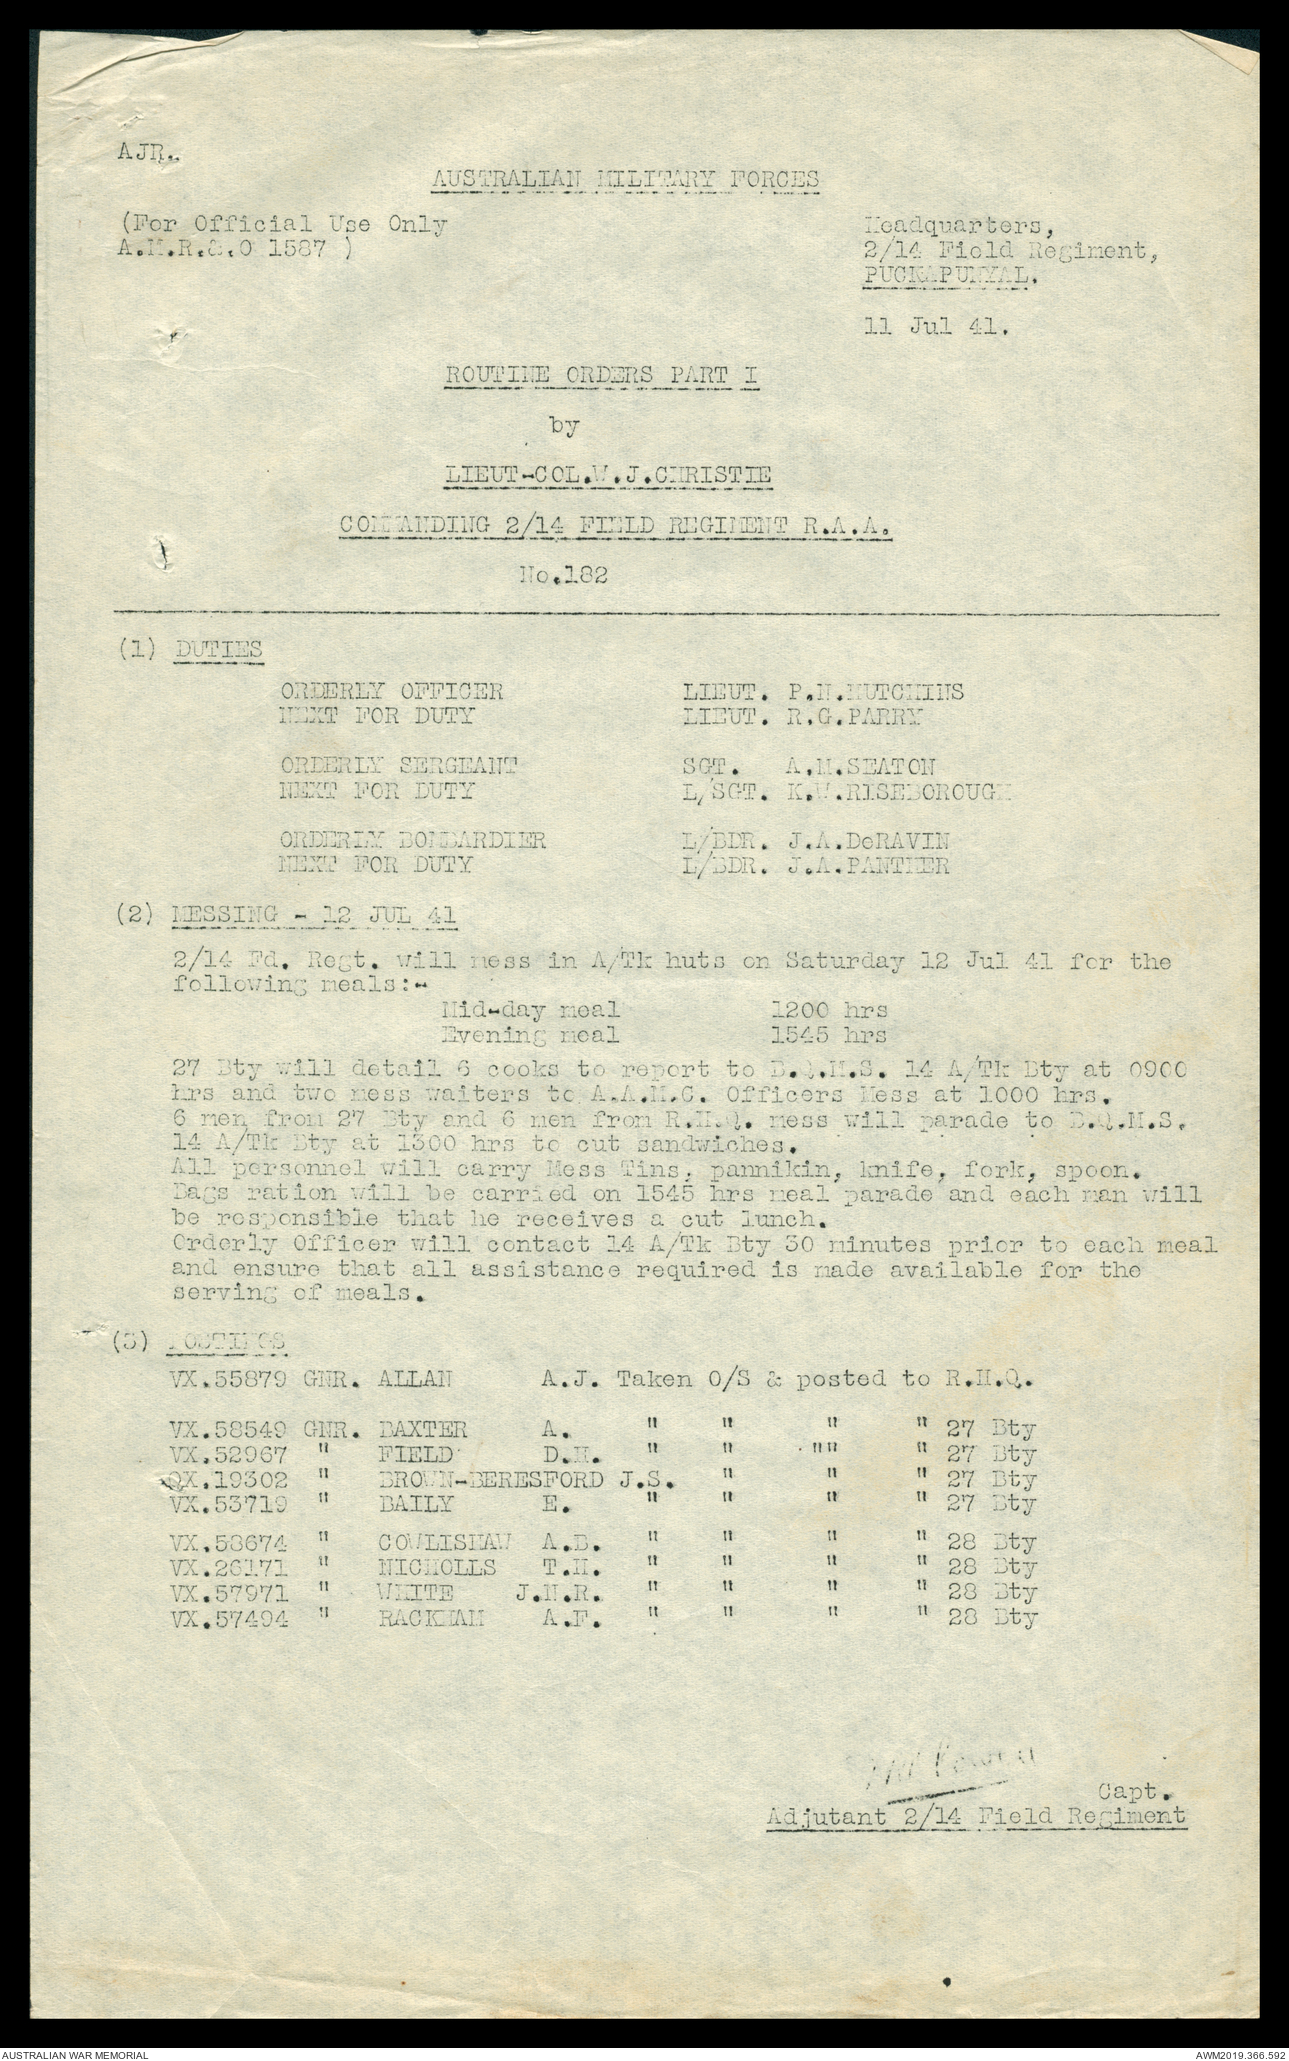 AJR.
AUSTRALIAN MILITARY FORCES
(For Official Use Only
A.M.R.&.O 1587 )
Headquarters,
2/14 Field Regiment,
PUCKAPUNYAL.
11 Jul 41.
ROUTINE ORDERS PART I
by
LIEUT-COL.W.J.CHRISTIE
COMMANDING 2/14 FIELD REGIMENT R.A.A.
No.182
(1) DUTIES
ORDERLY OFFICER LIEUT. P.N.HUTCHINS
NEXT FOR DUTY LIEUT. R.G.PARRY
ORDERLY SERGEANT SGT. A.M.SEATON
NEXT FOR DUTY L/SGT. K.W.RISEBOROUGH
ORDERLY BOMBARDIER L/BDR. J.A.DeRAVIN
NEXT FOR DUTY L/BDR. J.A.PANTHER
(2) MESSING - 12 JUL 41
2/14 Fd. Regt. will mess in A/Tk huts on Saturday 12 Jul 41 for the
following meals:-
Mid-day meal 1200 hrs
Evening meal 1545 hrs
27 Bty will detail 6 cooks to report to B.Q.M.S. 14 A/Tk Bty at 0900
hrs and two mess waiters to A.A.M.C. Officers Mess at 1000 hrs.
6 men from 27 Bty and 6 men from R.H.Q. mess will parade to B.Q.M.S.
14 A/Tk Bty at 1300 hrs to cut sandwiches.
All personnel will carry Mess Tins, pannikin, knife, fork, spoon.
Bags ration will be carried on 1545 hrs meal parade and each man will
be responsible that he receives a cut lunch.
Orderly Officer will contact 14 A/Tk Bty 30 minutes prior to each meal
and ensure that all assistance required is made available for the
serving of meals.
(3) POSTINGS
VX.55879 GNR. ALLAN A.J. Taken O/S & posted to R.H.Q.
VX.58549 GNR. BAXTER A. " " " " 27 Bty
VX.52967 " FIELD D.H. " " "" " 27 Bty
QX.19302 " BROWN-BERESFORD J.S. " " " 27 Bty
VX.53719 " BAILY E. " " " " 27 Bty
VX.58674 " COWLISHAW A.B. " " " " 28 Bty
VX.26171 " NICHOLLS T.H. " " " " 28 Bty
VX.57971 " WHITE J.N.R. " " " " 28 Bty
VX.57494 " RACKHAM A.F. " " " " 28 Bty
Capt.
Adjutant 2/14 Field Regiment
AUSTRALIAN WAR MEMORIAL
AWM2019.366.592